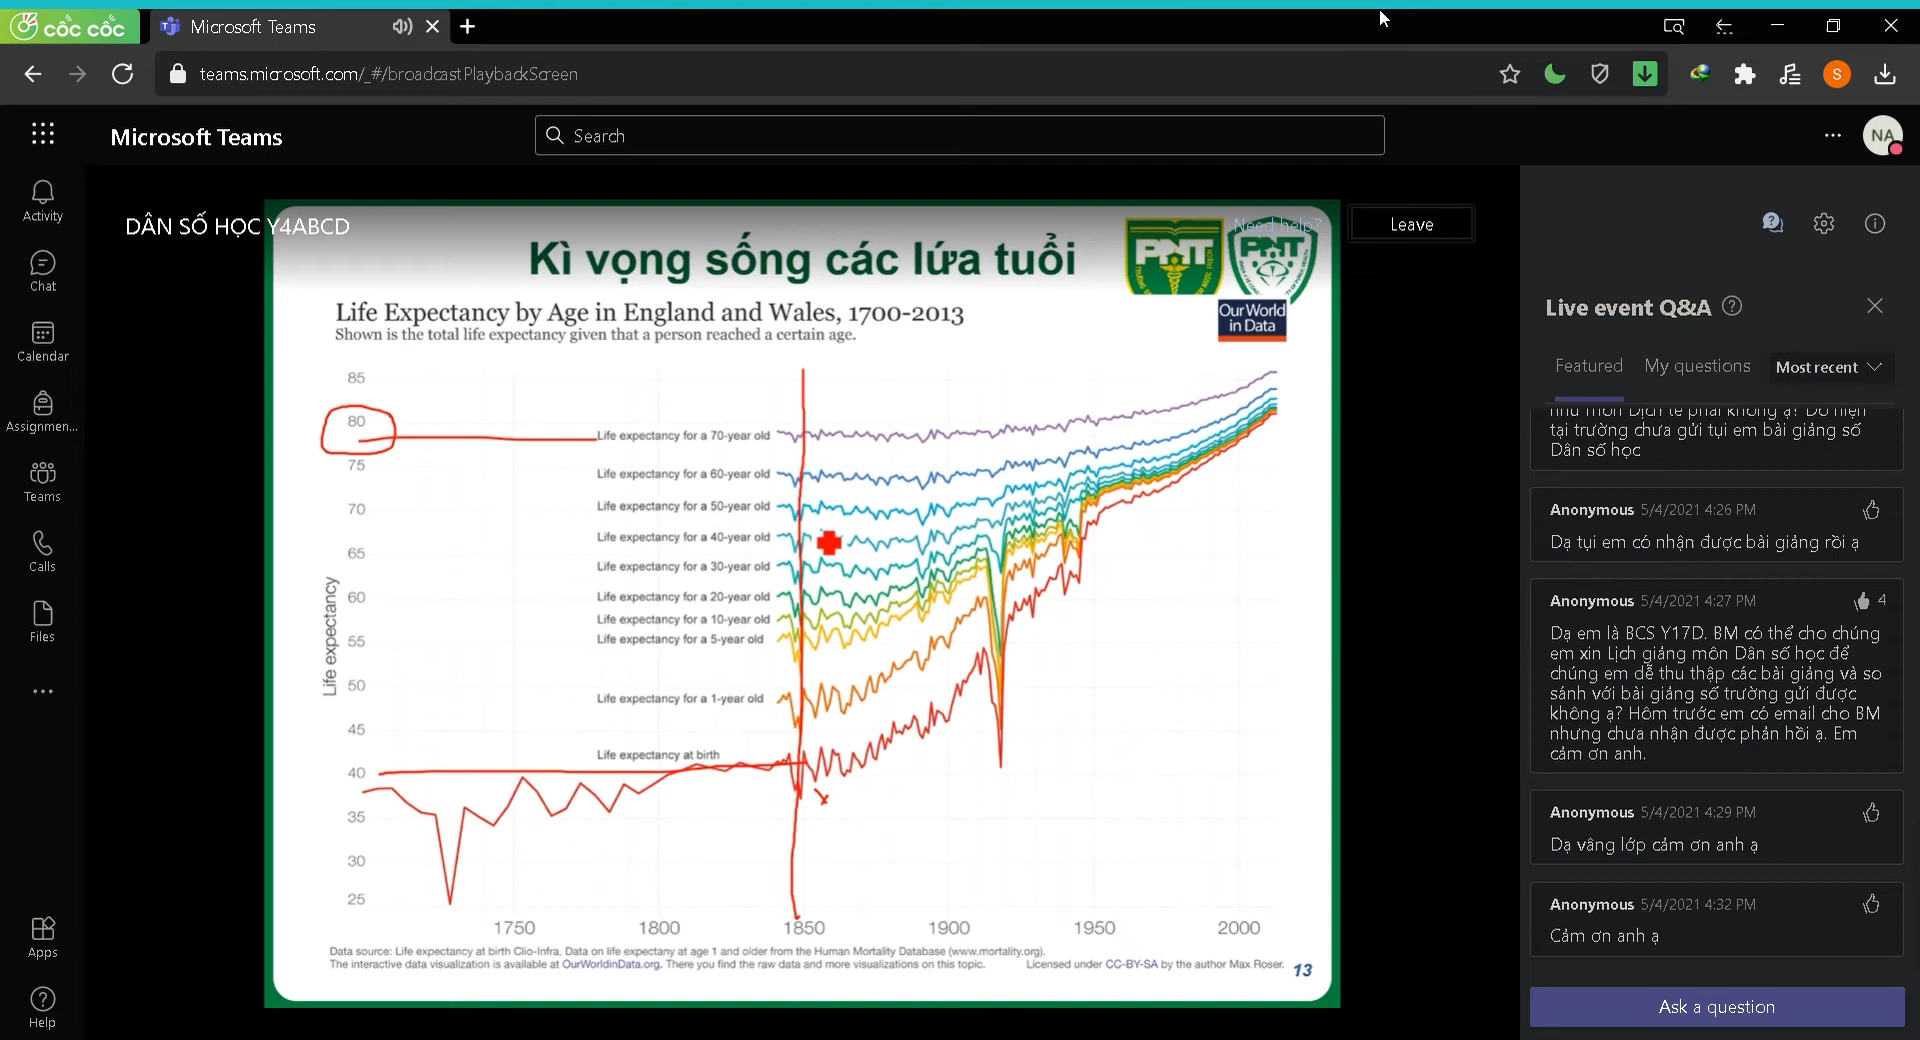 cốc cốc
Microsoft Teams
teams.microsoft.com/_#/broadcastPlaybackScreen
S
Microsoft Teams
Search
NA
Activity
Chat
Calendar
Assignmen...
Teams
Calls
Files
Apps
Help
DÂN SỐ HỌC Y4ABCD
Need help?
Leave
Kì vọng sống các lứa tuổi
PNT
PNT
Life Expectancy by Age in England and Wales, 1700-2013
Shown is the total life expectancy given that a person reached a certain age.
Our World
in Data
Life expectancy
85
80
75
70
65
60
55
50
45
40
35
30
25
Life expectancy for a 70-year old
Life expectancy for a 60-year old
Life expectancy for a 50-year old
Life expectancy for a 40-year old
Life expectancy for a 30-year old
Life expectancy for a 20-year old
Life expectancy for a 10-year old
Life expectancy for a 5-year old
Life expectancy for a 1-year old
Life expectancy at birth
1750 1800 1850 1900 1950 2000
Data source: Life expectancy at birth Clio-Infra. Data on life expectany at age 1 and older from the Human Mortality Database (www.mortality.org).
The interactive data visualization is available at OurWorldinData.org. There you find the raw data and more visualizations on this topic.
Licensed under CC-BY-SA by the author Max Roser.
13
Live event Q&A
Featured
My questions
Most recent
như môn Dịch tễ phải không ạ? Do hiện
tại trường chưa gửi tụi em bài giảng số
Dân số học
Anonymous 5/4/2021 4:26 PM
Dạ tụi em có nhận được bài giảng rồi ạ
Anonymous 5/4/2021 4:27 PM
4
Dạ em là BCS Y17D. BM có thể cho chúng
em xin Lịch giảng môn Dân số học để
chúng em dễ thu thập các bài giảng và so
sánh với bài giảng số trường gửi được
không ạ? Hôm trước em có email cho BM
nhưng chưa nhận được phản hồi ạ. Em
cảm ơn anh.
Anonymous 5/4/2021 4:29 PM
Dạ vâng lớp cảm ơn anh ạ
Anonymous 5/4/2021 4:32 PM
Cảm ơn anh ạ
Ask a question